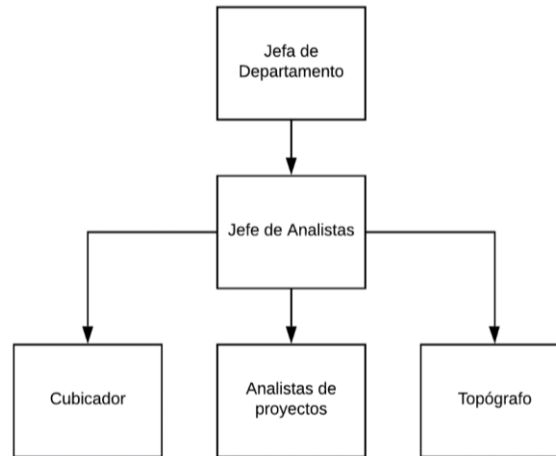 Jefa de
Departamento
Jefe de Analistas
Cubicador
Analistas de
proyectos
Topógrafo